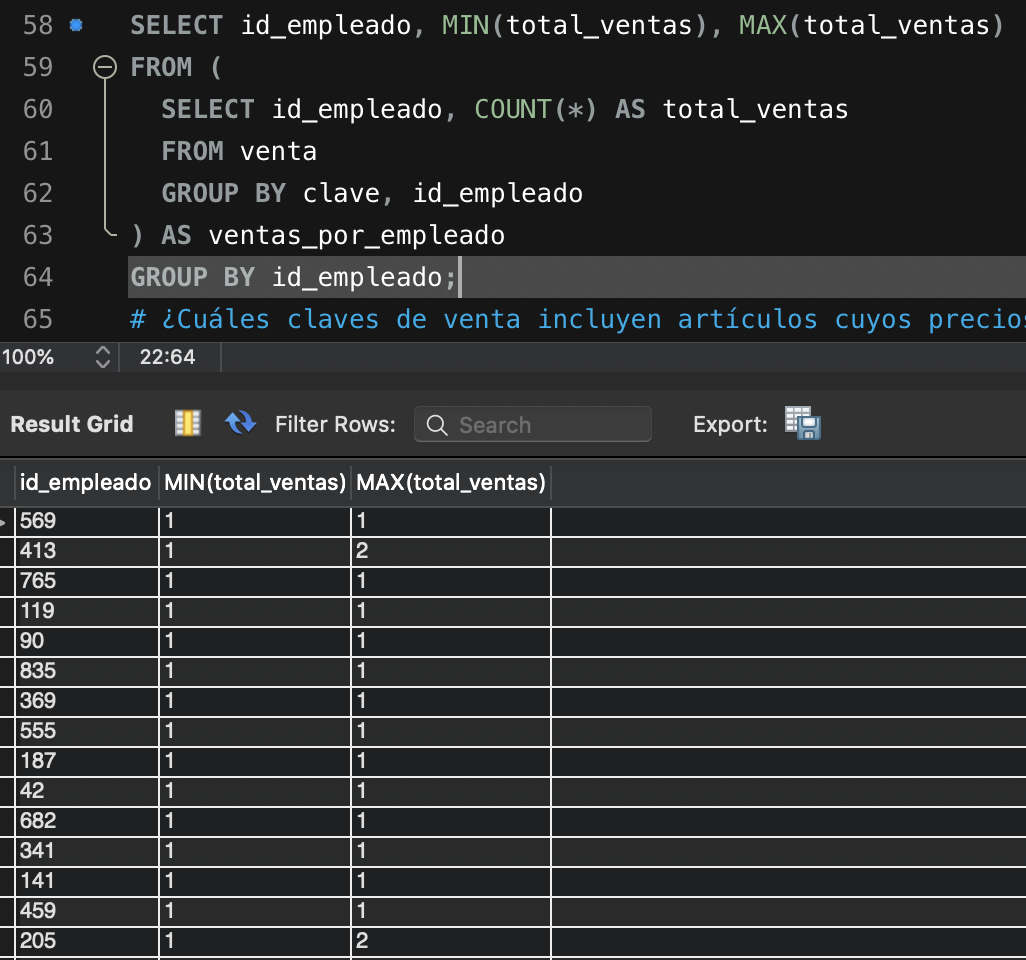 58 SELECT id_empleado, MIN(total_ventas), MAX(total_ventas)
59 FROM (
60 SELECT id_empleado, COUNT(*) AS total_ventas
61 FROM venta
62 GROUP BY clave, id_empleado
63 ) AS ventas_por_empleado
64 GROUP BY id_empleado;
65 # ¿Cuáles claves de venta incluyen artículos cuyos precios
100% 22:64
Result Grid Filter Rows: Search Export:
id_empleado MIN(total_ventas) MAX(total_ventas)
569 1 1
413 1 2
765 1 1
119 1 1
90 1 1
835 1 1
369 1 1
555 1 1
187 1 1
42 1 1
682 1 1
341 1 1
141 1 1
459 1 1
205 1 2